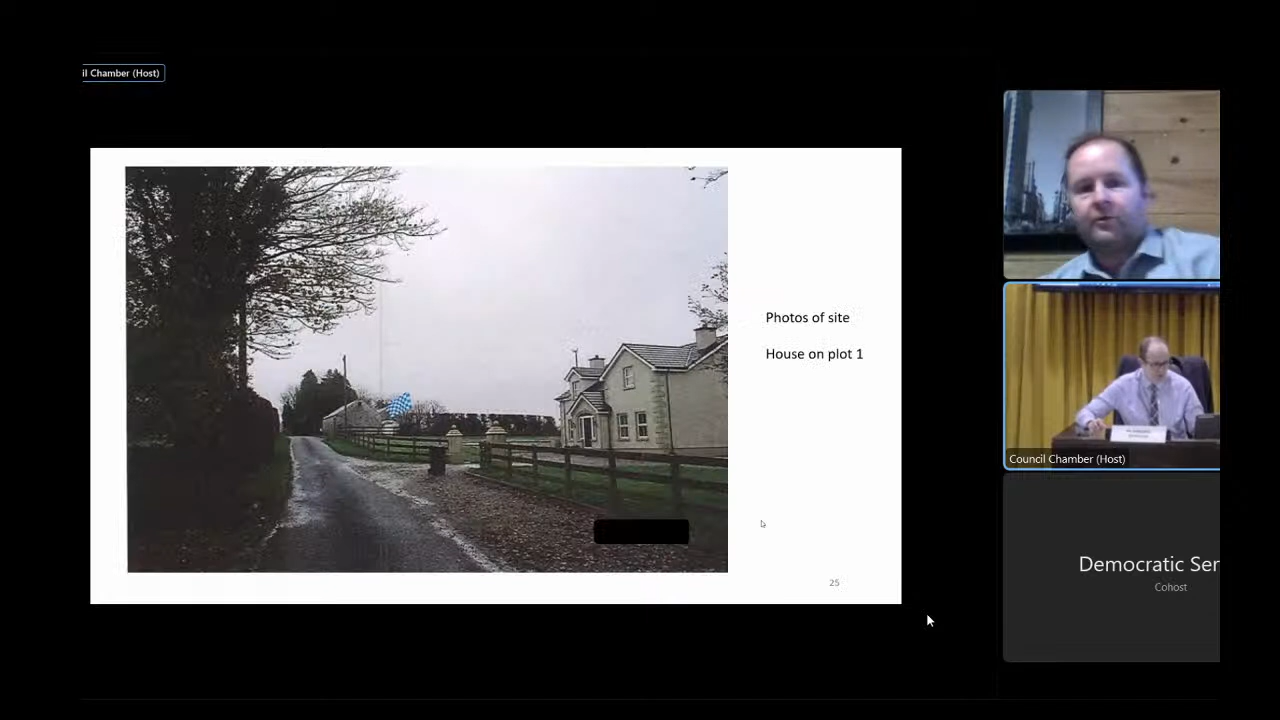 il Chamber (Host)
Photos of site
House on plot 1
25
Council Chamber (Host)
Democratic Ser
Cohost